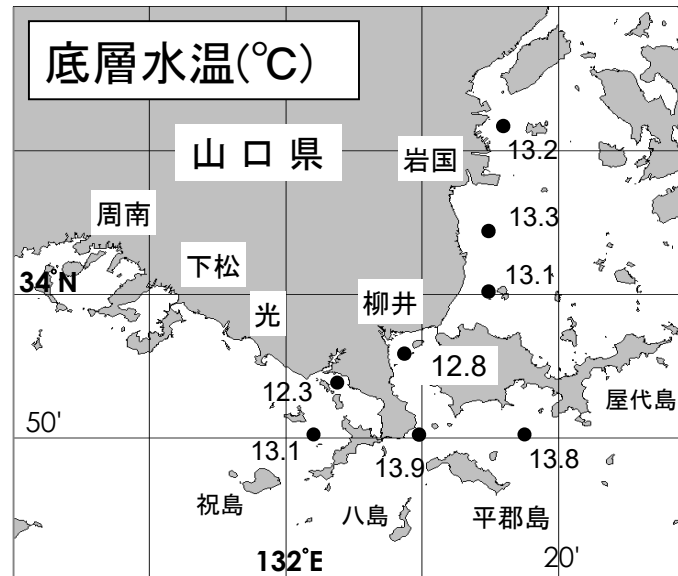 底層水温(℃)
山口県
岩国
13.2
周南
13.3
下松
13.1
34°N
光
柳井
12.8
12.3
屋代島
50'
13.1
13.9
13.8
祝島
八島
平郡島
132°E
20'